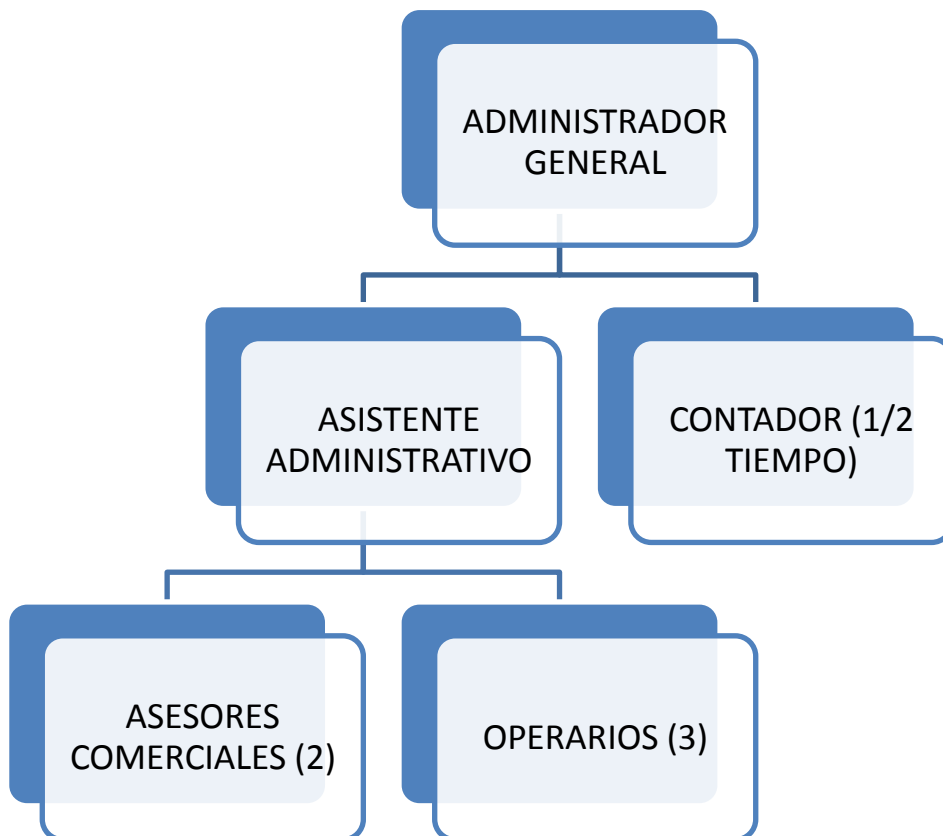 ADMINISTRADOR
GENERAL
ASISTENTE
ADMINISTRATIVO
CONTADOR (1/2
TIEMPO)
ASESORES
COMERCIALES (2)
OPERARIOS (3)